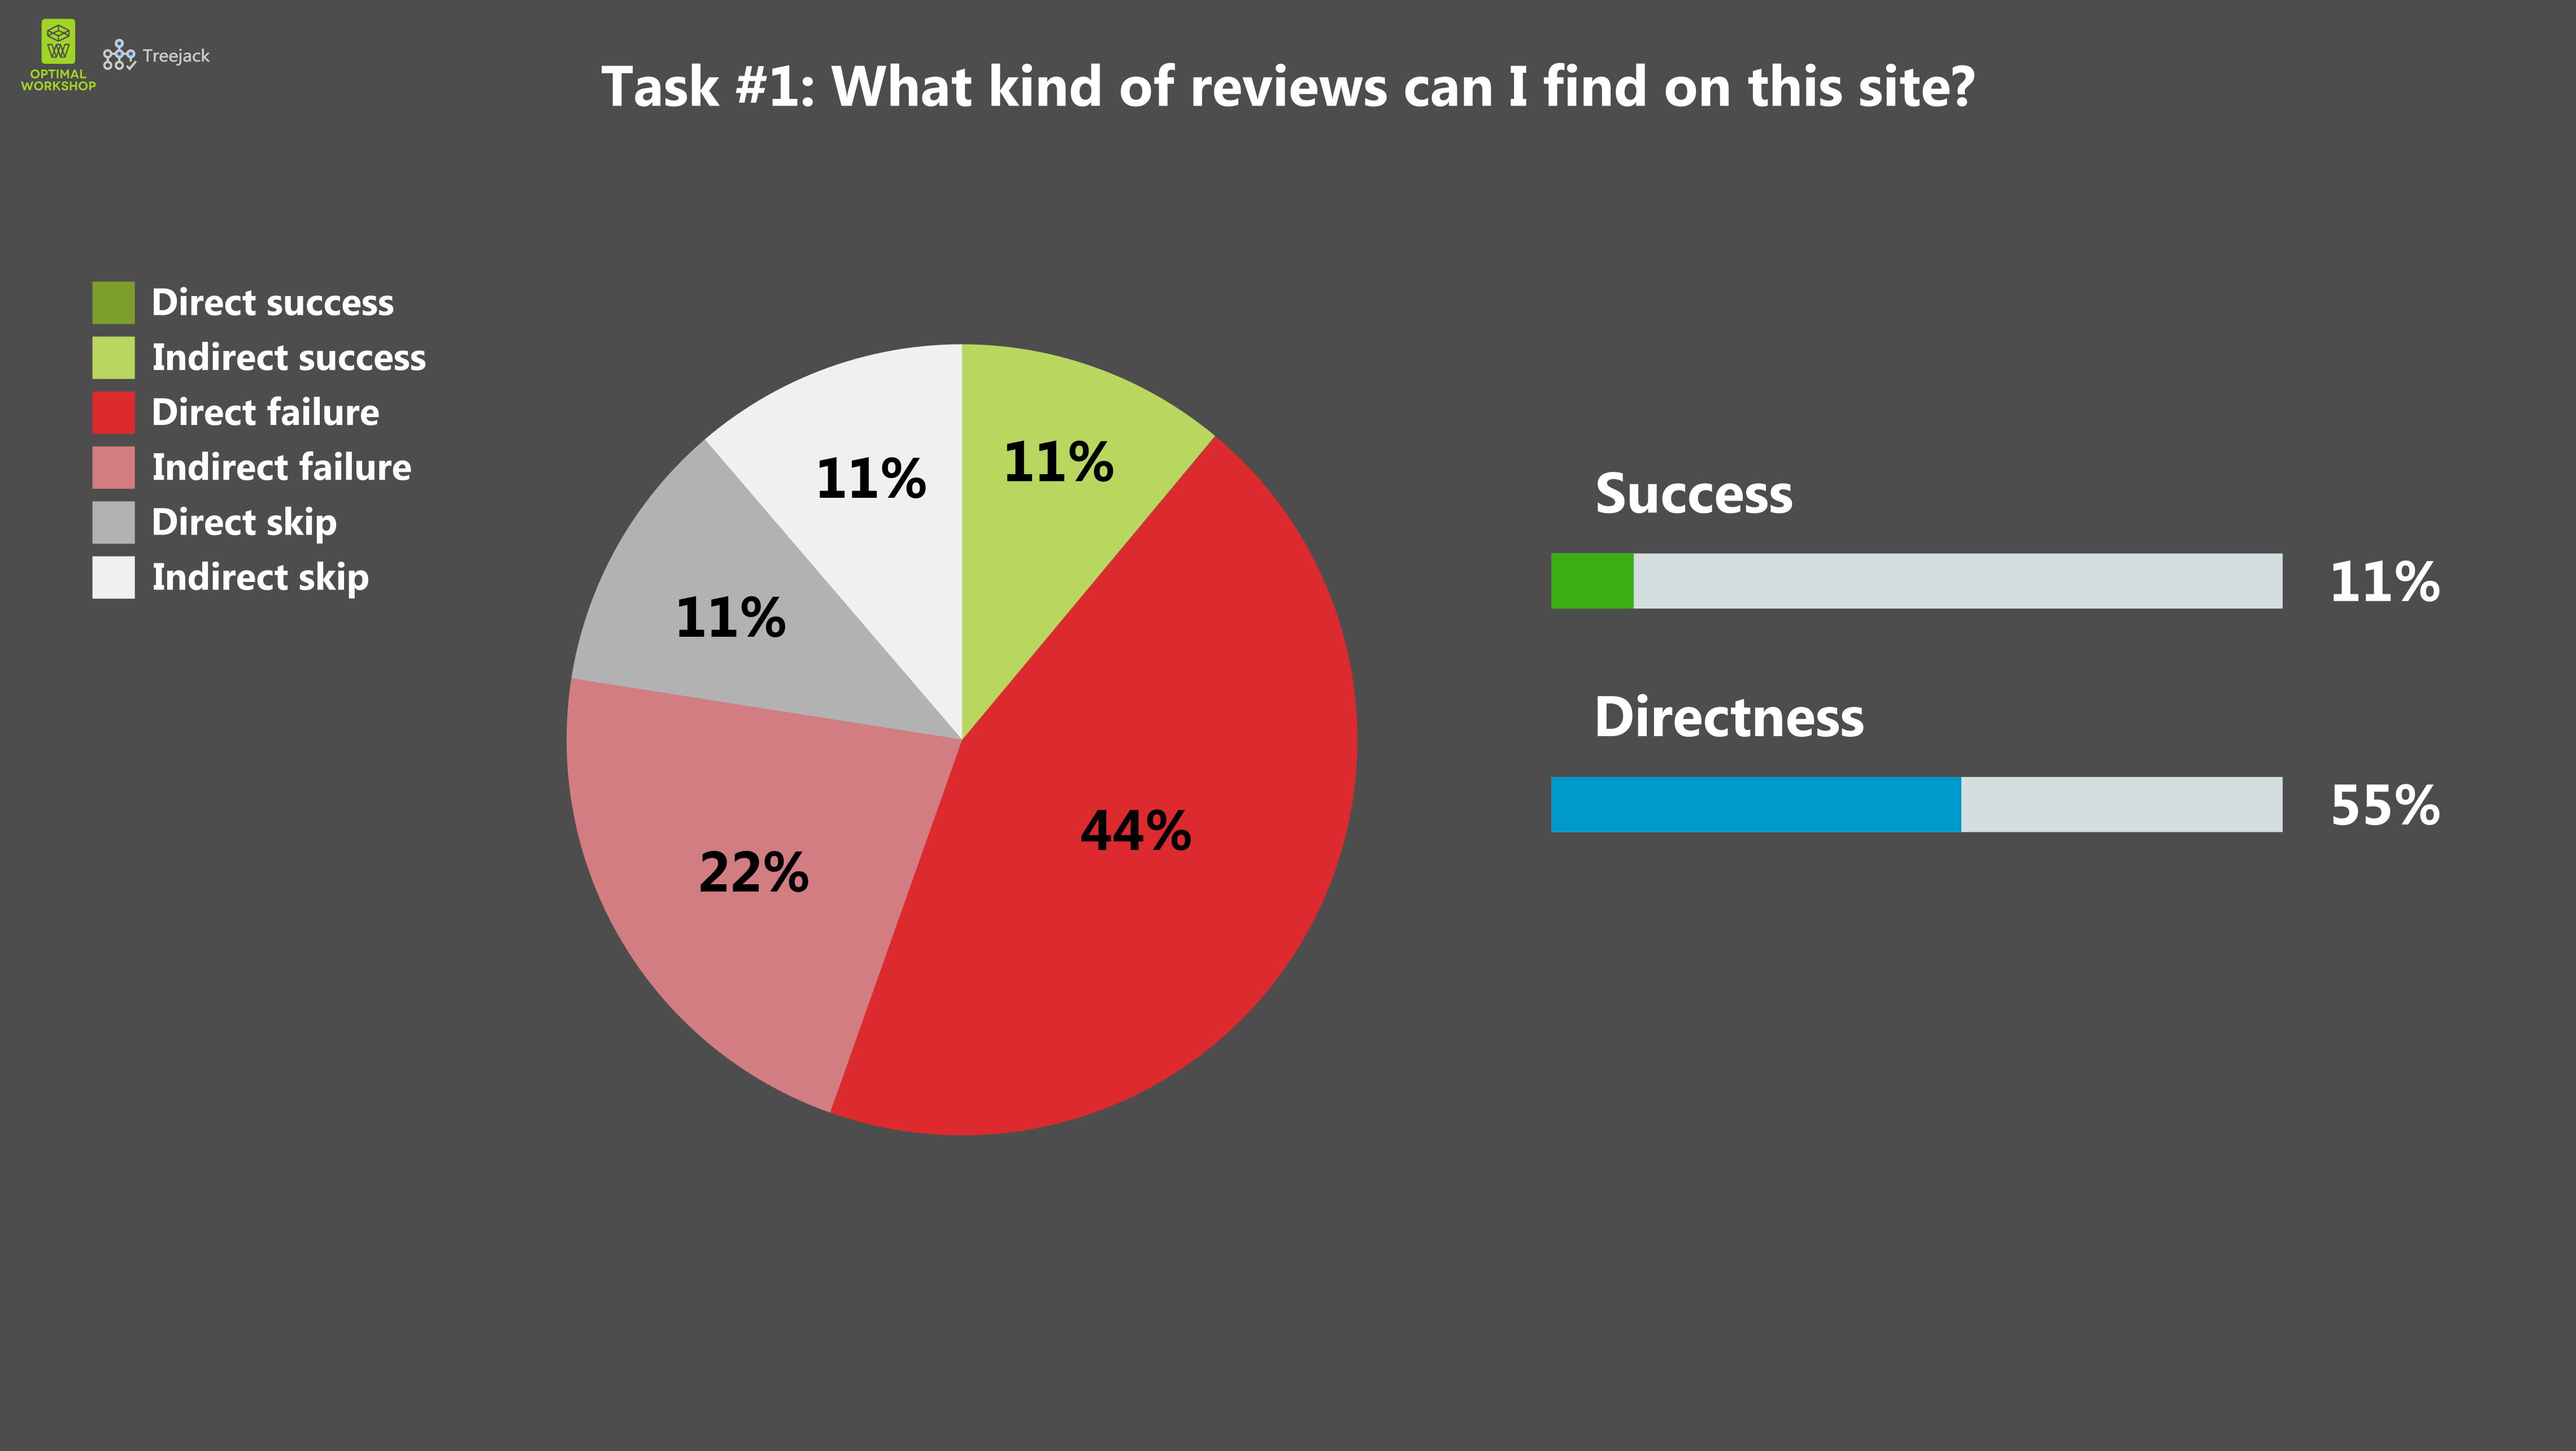 OPTIMAL
WORKSHOP
Treejack
Task #1: What kind of reviews can I find on this site?
Direct success
Indirect success
Direct failure
Indirect failure
Direct skip
Indirect skip
11%
11%
11%
44%
22%
Success
11%
Directness
55%